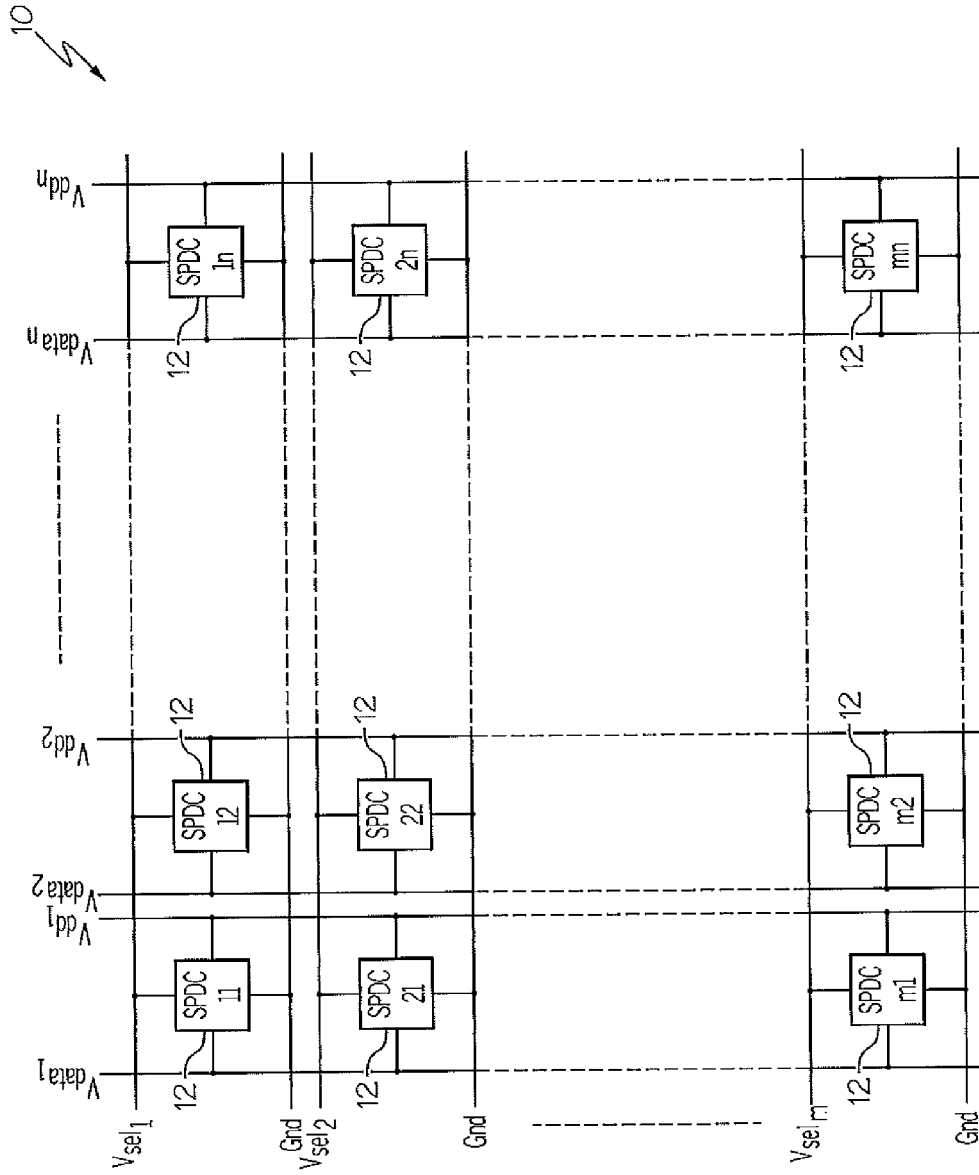 10
Vdata1 Vdd1 Vdata2 Vdd2 Vdata n Vddn
Vsel1
12 SPDC 11
SPDC 12 12
12 SPDC 1n
Gnd
Vsel2
12 SPDC 21
SPDC 22 12
12 SPDC 2n
Gnd
Vselm
12 SPDC m1
SPDC m2 12
12 SPDC mn
Gnd